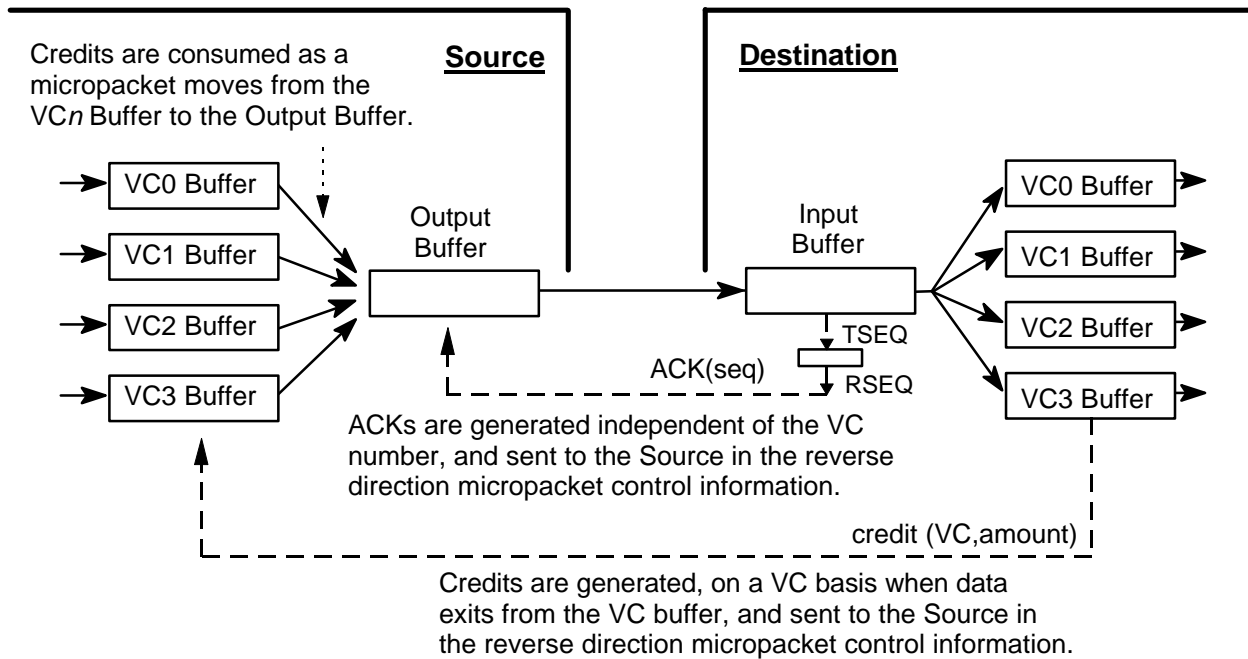 Credits are consumed as a
micropacket moves from the
VCn Buffer to the Output Buffer.
Source
Destination
VC0 Buffer
VC1 Buffer
VC2 Buffer
VC3 Buffer
Output
Buffer
Input
Buffer
VC0 Buffer
VC1 Buffer
VC2 Buffer
VC3 Buffer
TSEQ
RSEQ
ACK(seq)
ACKs are generated independent of the VC
number, and sent to the Source in the reverse
direction micropacket control information.
credit (VC,amount)
Credits are generated, on a VC basis when data
exits from the VC buffer, and sent to the Source in
the reverse direction micropacket control information.